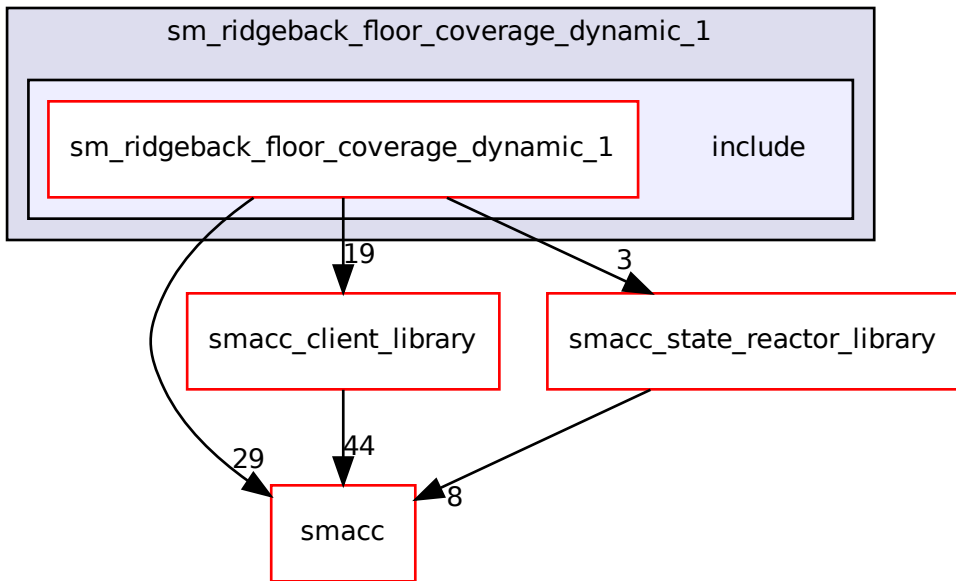 sm_ridgeback_floor_coverage_dynamic_1
sm_ridgeback_floor_coverage_dynamic_1
include
19
3
smacc_client_library
smacc_state_reactor_library
29
44
8
smacc